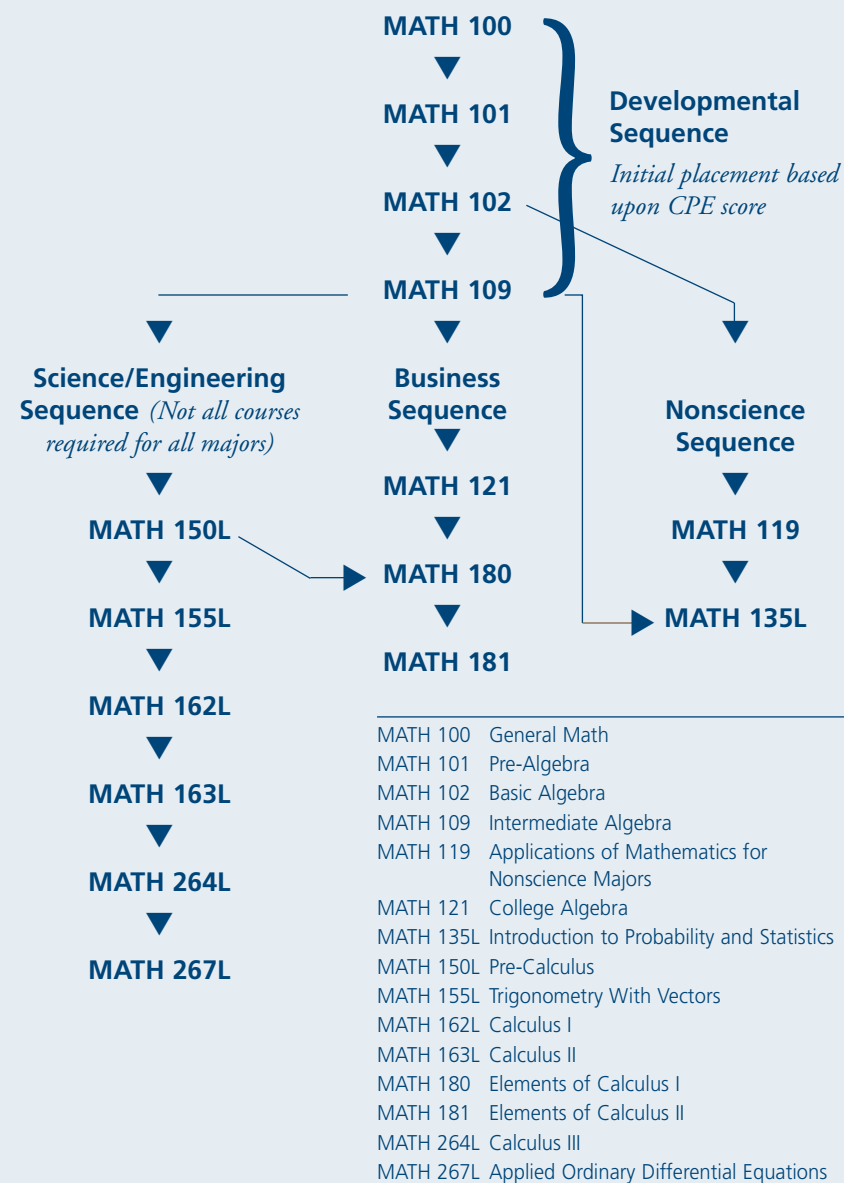 MATH 100
MATH 101
MATH 102
MATH 109
Developmental
Sequence
Initial placement based
upon CPE score
Science/Engineering
Sequence (Not all courses
required for all majors)
MATH 150L
MATH 155L
MATH 162L
MATH 163L
MATH 264L
MATH 267L
Business
Sequence
MATH 121
MATH 180
MATH 181
Nonscience
Sequence
MATH 119
MATH 135L
MATH 100 General Math
MATH 101 Pre-Algebra
MATH 102 Basic Algebra
MATH 109 Intermediate Algebra
MATH 119 Applications of Mathematics for
Nonscience Majors
MATH 121 College Algebra
MATH 135L Introduction to Probability and Statistics
MATH 150L Pre-Calculus
MATH 155L Trigonometry With Vectors
MATH 162L Calculus I
MATH 163L Calculus II
MATH 180 Elements of Calculus I
MATH 181 Elements of Calculus II
MATH 264L Calculus III
MATH 267L Applied Ordinary Differential Equations